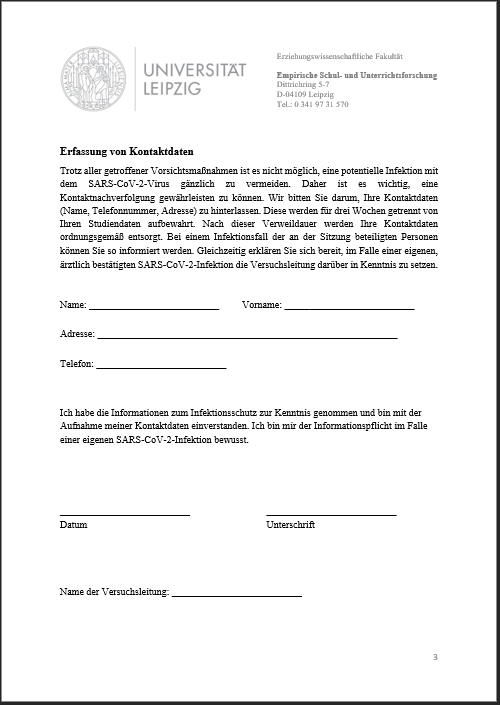 UNIVERSITÄT
LEIPZIG
Erziehungswissenschaftliche Fakultät
Empirische Schul- und Unterrichtsforschung
Dittrichring 5-7
D-04109 Leipzig
Tel.: 0 341 97 31 570
Erfassung von Kontaktdaten
Trotz aller getroffener Vorsichtsmaßnahmen ist es nicht möglich, eine potentielle Infektion mit
dem SARS-CoV-2-Virus gänzlich zu vermeiden. Daher ist es wichtig, eine
Kontaktnachverfolgung gewährleisten zu können. Wir bitten Sie darum, Ihre Kontaktdaten
(Name, Telefonnummer, Adresse) zu hinterlassen. Diese werden für drei Wochen getrennt von
Ihren Studiendaten aufbewahrt. Nach dieser Verweildauer werden Ihre Kontaktdaten
ordnungsgemäß entsorgt. Bei einem Infektionsfall der an der Sitzung beteiligten Personen
können Sie so informiert werden. Gleichzeitig erklären Sie sich bereit, im Falle einer eigenen,
ärztlich bestätigten SARS-CoV-2-Infektion die Versuchsleitung darüber in Kenntnis zu setzen.
Name: __________________________ Vorname: __________________________
Adresse: ____________________________________________________________
Telefon: __________________________
Ich habe die Informationen zum Infektionsschutz zur Kenntnis genommen und bin mit der
Aufnahme meiner Kontaktdaten einverstanden. Ich bin mir der Informationspflicht im Falle
einer eigenen SARS-CoV-2-Infektion bewusst.
Datum Unterschrift
Name der Versuchsleitung: __________________________
3